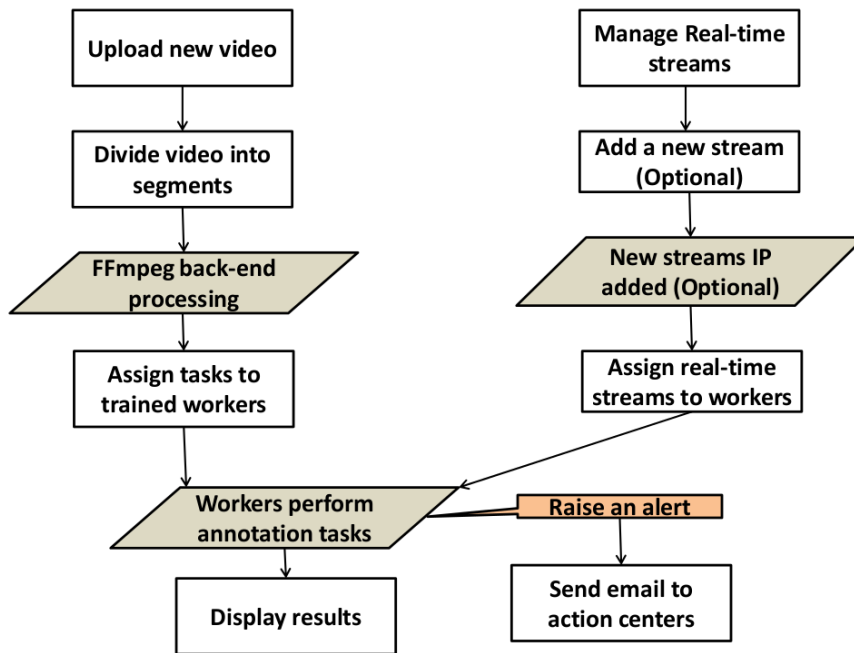 Upload new video
Divide video into
segments
FFmpeg back-end
processing
Assign tasks to
trained workers
Manage Real-time
streams
Add a new stream
(Optional)
New streams IP
added (Optional)
Assign real-time
streams to workers
Workers perform
annotation tasks
Raise an alert
Display results
Send email to
action centers